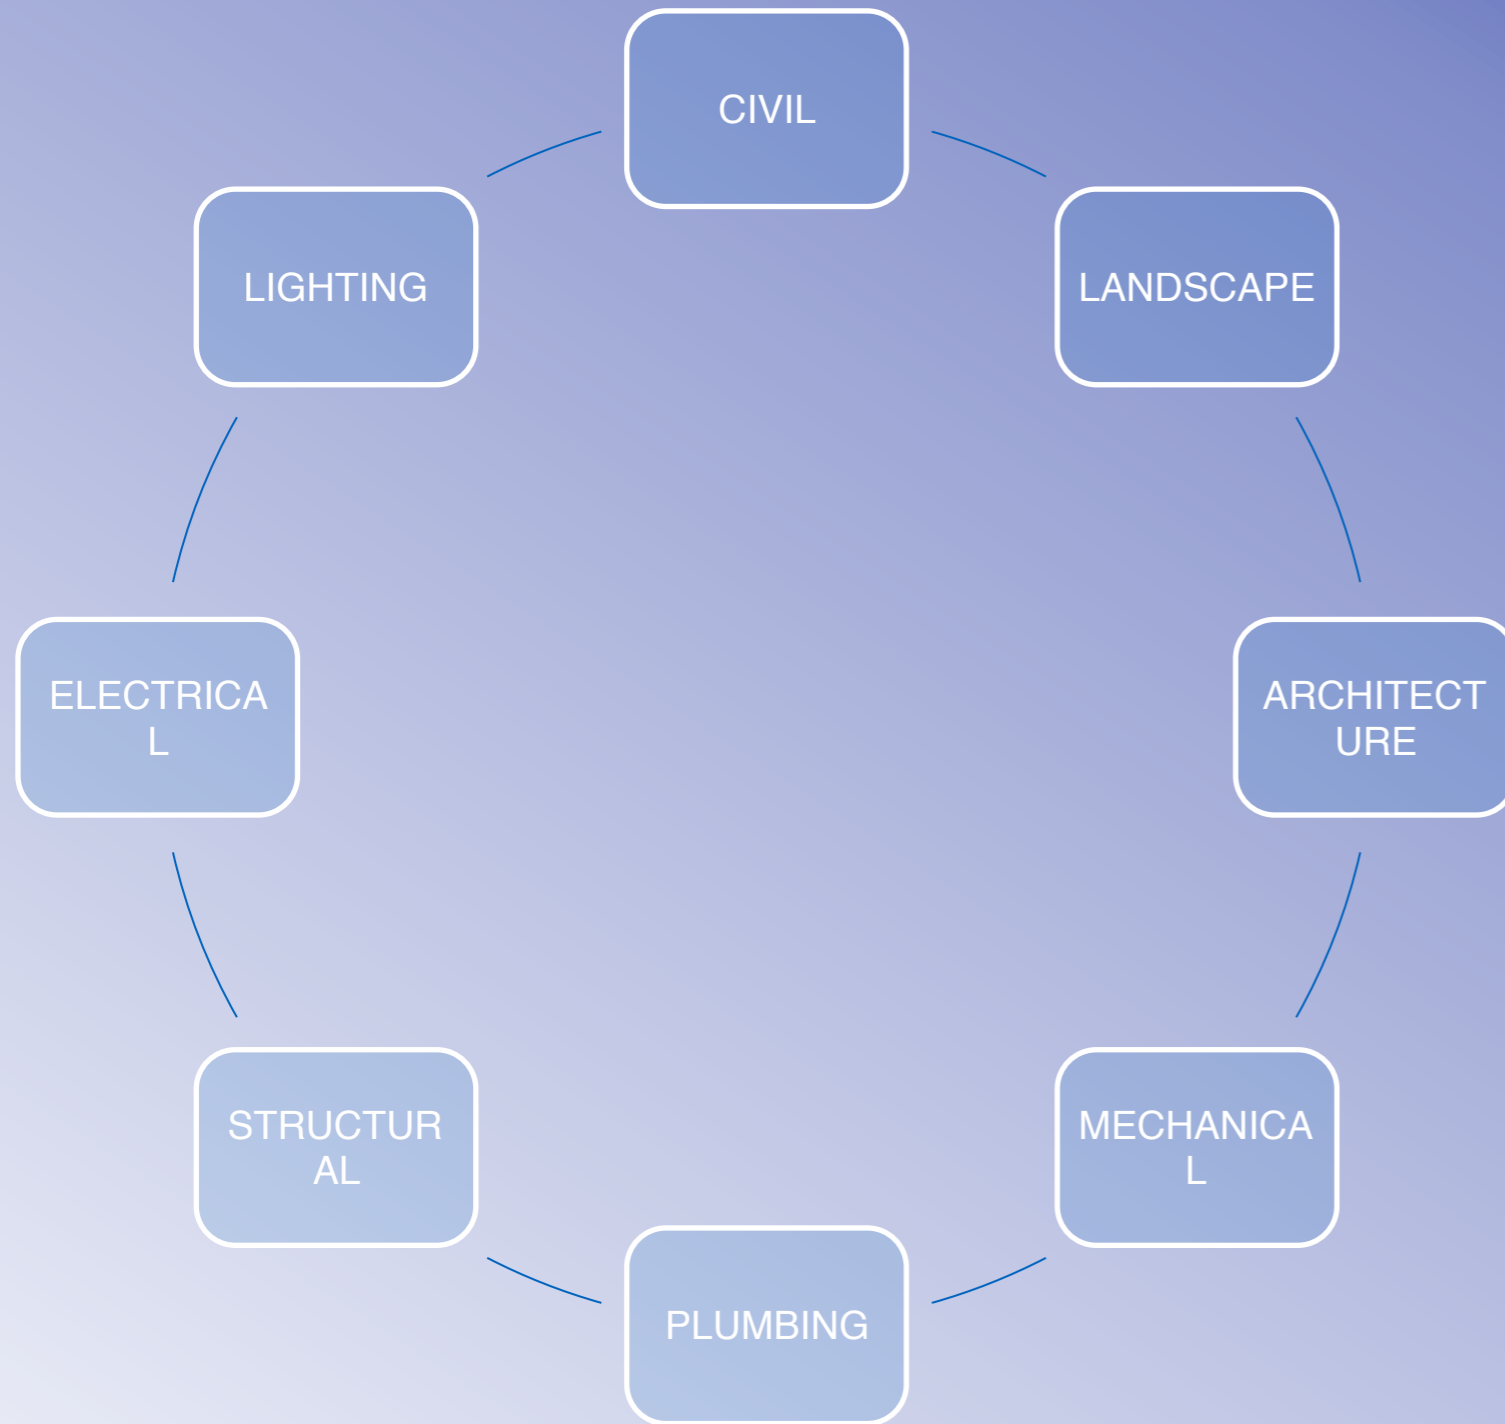 CIVIL
LIGHTING
LANDSCAPE
ELECTRICA
L
ARCHITECT
URE
STRUCTUR
AL
MECHANICA
L
PLUMBING